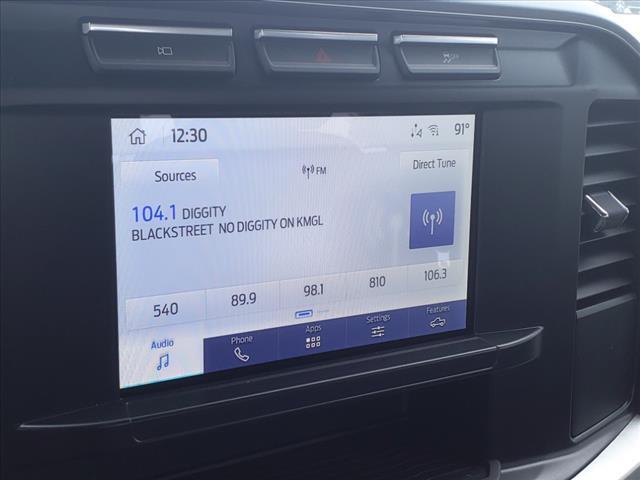 OFF
12:30
91°
Sources
FM
Direct Tune
104.1 DIGGITY
BLACKSTREET NO DIGGITY ON KMGL
540 89.9 98.1 810 106.3
Audio Phone Apps Settings Features